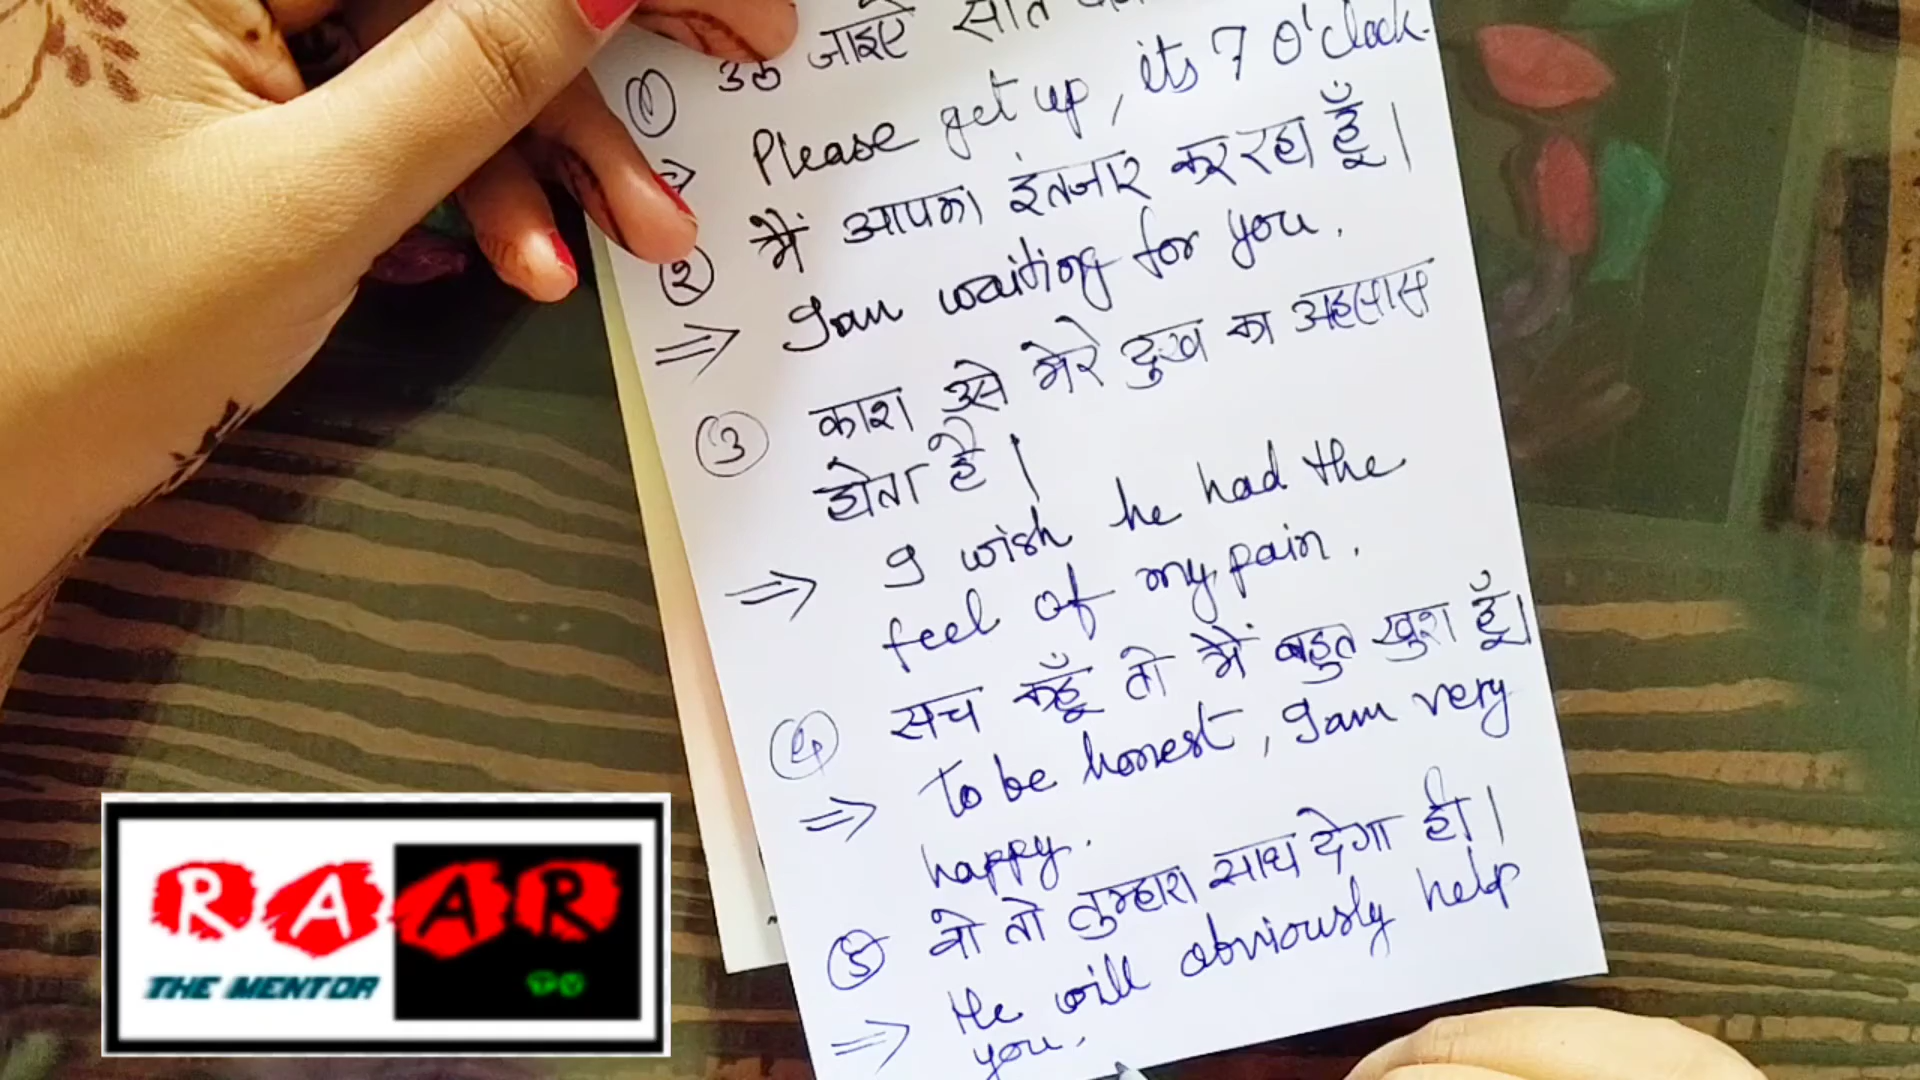 ① उठ जाइऐ सात
→ Please get up, its 7 O'clock.
② मैं आपका इंतजार कर रहा हूँ।
⇒ I am waiting for you.
③ काश उसे मेरे दुख का अहसास
होता है।
⇒ I wish he had the
feel of my pain.
④ सच कहूँ तो मैं बहुत खुश हूँ।
⇒ To be honest, I am very
happy.
⑤ वो तो तुम्हारा साथ देगा ही।
⇒ He will obviously help
you.
RAAR
THE MENTOR